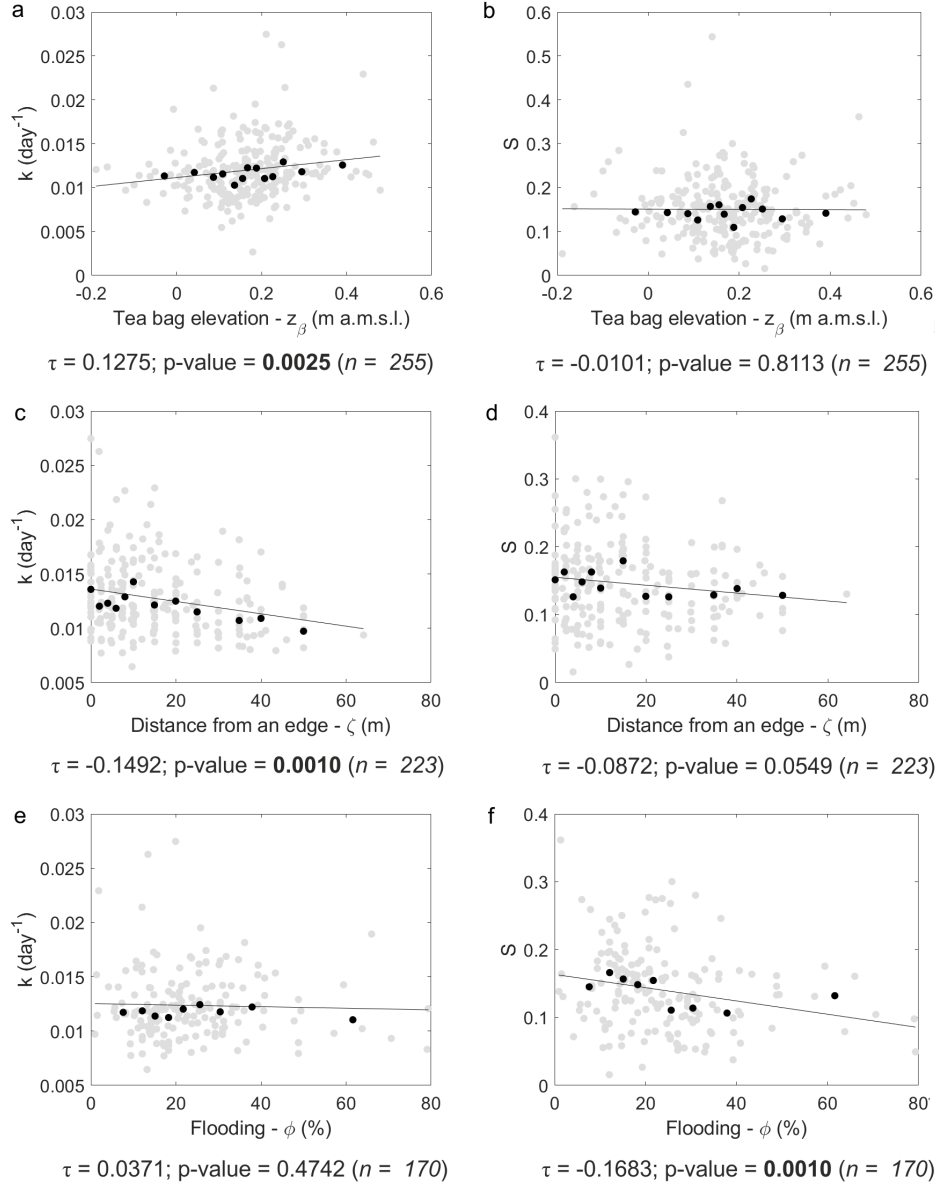 a
0.03
0.025
0.02
0.015
0.01
0.005
0
k (day-1)
-0.2 0 0.2 0.4 0.6
Tea bag elevation - zβ (m a.m.s.l.)
τ = 0.1275; p-value = 0.0025 (n = 255)
b
0.6
0.5
0.4
0.3
0.2
0.1
0
S
-0.2 0 0.2 0.4 0.6
Tea bag elevation - zβ (m a.m.s.l.)
τ = -0.0101; p-value = 0.8113 (n = 255)
c
0.03
0.025
0.02
0.015
0.01
0.005
k (day-1)
0 20 40 60 80
Distance from an edge - ζ (m)
τ = -0.1492; p-value = 0.0010 (n = 223)
d
0.4
0.3
0.2
0.1
0
S
0 20 40 60 80
Distance from an edge - ζ (m)
τ = -0.0872; p-value = 0.0549 (n = 223)
e
0.03
0.025
0.02
0.015
0.01
0.005
k (day-1)
0 20 40 60 80
Flooding - ϕ (%)
τ = 0.0371; p-value = 0.4742 (n = 170)
f
0.4
0.3
0.2
0.1
0
S
0 20 40 60 80
Flooding - ϕ (%)
τ = -0.1683; p-value = 0.0010 (n = 170)